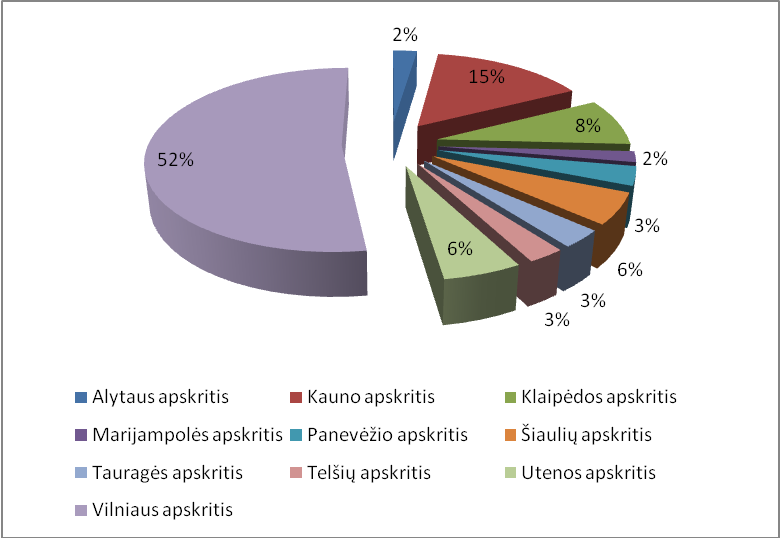 2%
15%
8%
52%
2%
3%
6%
6%
3%
3%
Alytaus apskritis
Kauno apskritis
Klaipėdos apskritis
Marijampolės apskritis
Panevėžio apskritis
Šiaulių apskritis
Tauragės apskritis
Telšių apskritis
Utenos apskritis
Vilniaus apskritis